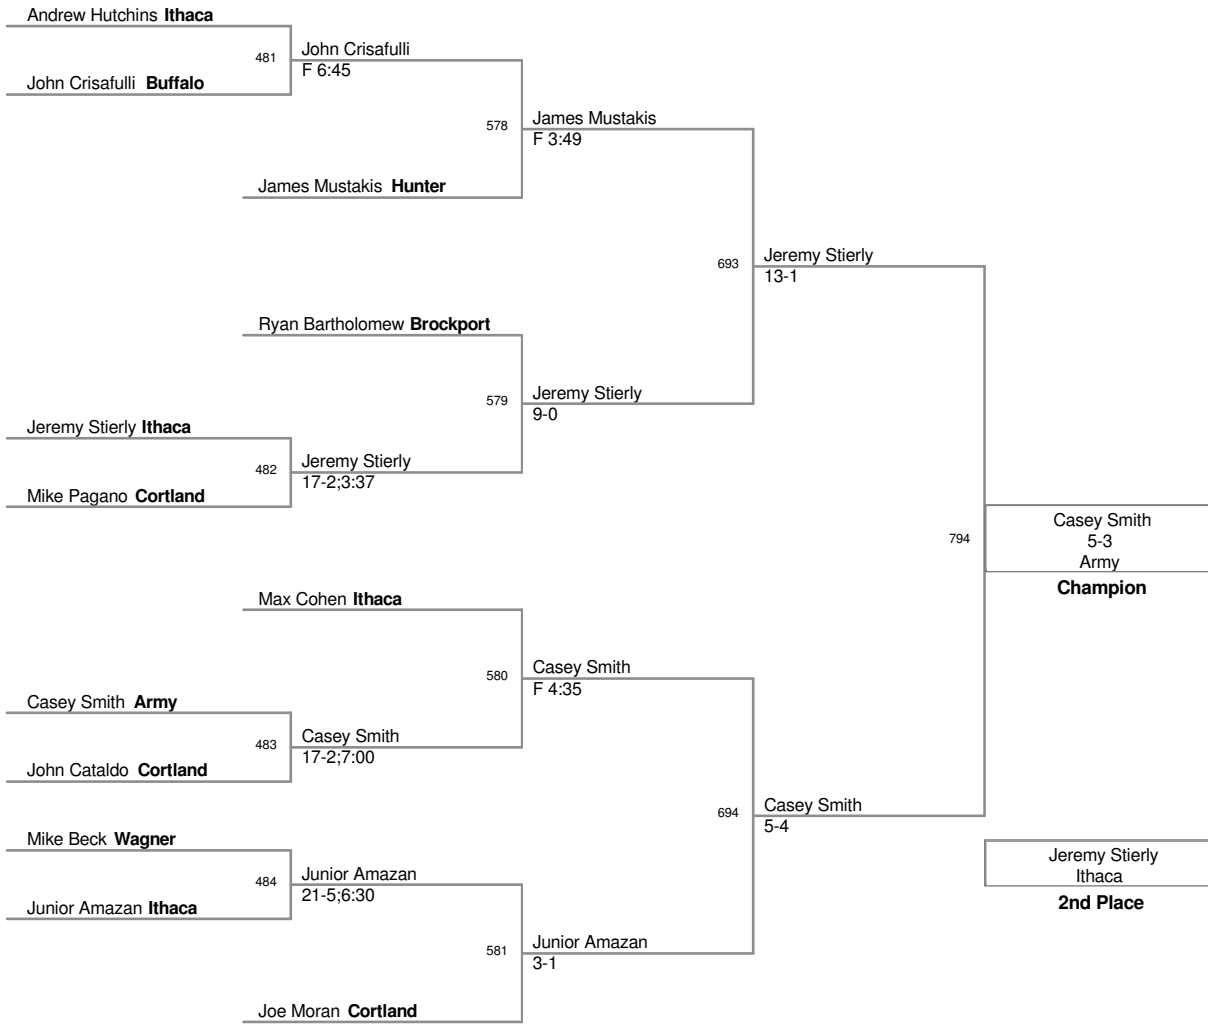 Andrew Hutchins Ithaca
481
John Crisafulli
F 6:45
John Crisafulli Buffalo
578
James Mustakis
F 3:49
James Mustakis Hunter
693
Jeremy Stierly
13-1
Ryan Bartholomew Brockport
579
Jeremy Stierly
9-0
Jeremy Stierly Ithaca
482
Jeremy Stierly
17-2;3:37
Mike Pagano Cortland
794
Casey Smith
5-3
Army
Champion
Max Cohen Ithaca
580
Casey Smith
F 4:35
Casey Smith Army
483
Casey Smith
17-2;7:00
John Cataldo Cortland
694
Casey Smith
5-4
Mike Beck Wagner
484
Junior Amazan
21-5;6:30
Junior Amazan Ithaca
Jeremy Stierly
Ithaca
2nd Place
581
Junior Amazan
3-1
Joe Moran Cortland